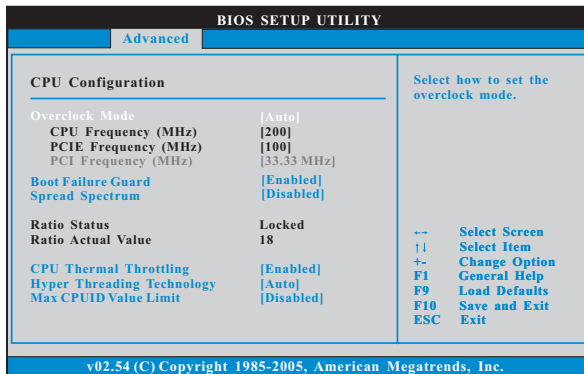 BIOS SETUP UTILITY
Advanced
CPU Configuration
Overclock Mode [Auto]
CPU Frequency (MHz) [200]
PCIE Frequency (MHz) [100]
PCI Frequency (MHz) [33.33 MHz]
Boot Failure Guard [Enabled]
Spread Spectrum [Disabled]
Ratio Status Locked
Ratio Actual Value 18
CPU Thermal Throttling [Enabled]
Hyper Threading Technology [Auto]
Max CPUID Value Limit [Disabled]
Select how to set the
overclock mode.
←→ Select Screen
↑↓ Select Item
+- Change Option
F1 General Help
F9 Load Defaults
F10 Save and Exit
ESC Exit
v02.54 (C) Copyright 1985-2005, American Megatrends, Inc.